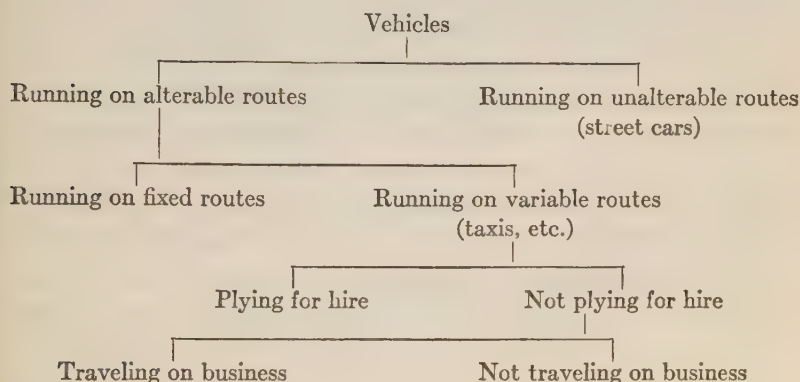 Vehicles
Running on alterable routes Running on unalterable routes
(street cars)
Running on fixed routes Running on variable routes
(taxis, etc.)
Plying for hire Not plying for hire
Traveling on business Not traveling on business